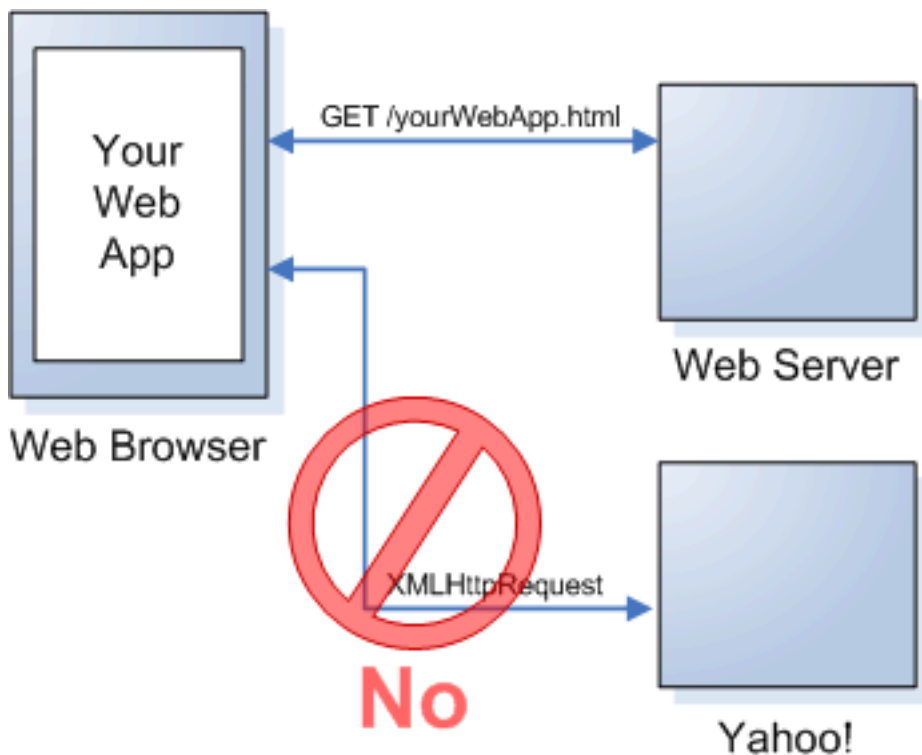 Your
Web
App
GET /yourWebApp.html
Web Server
Web Browser
XMLHttpRequest
No
Yahoo!